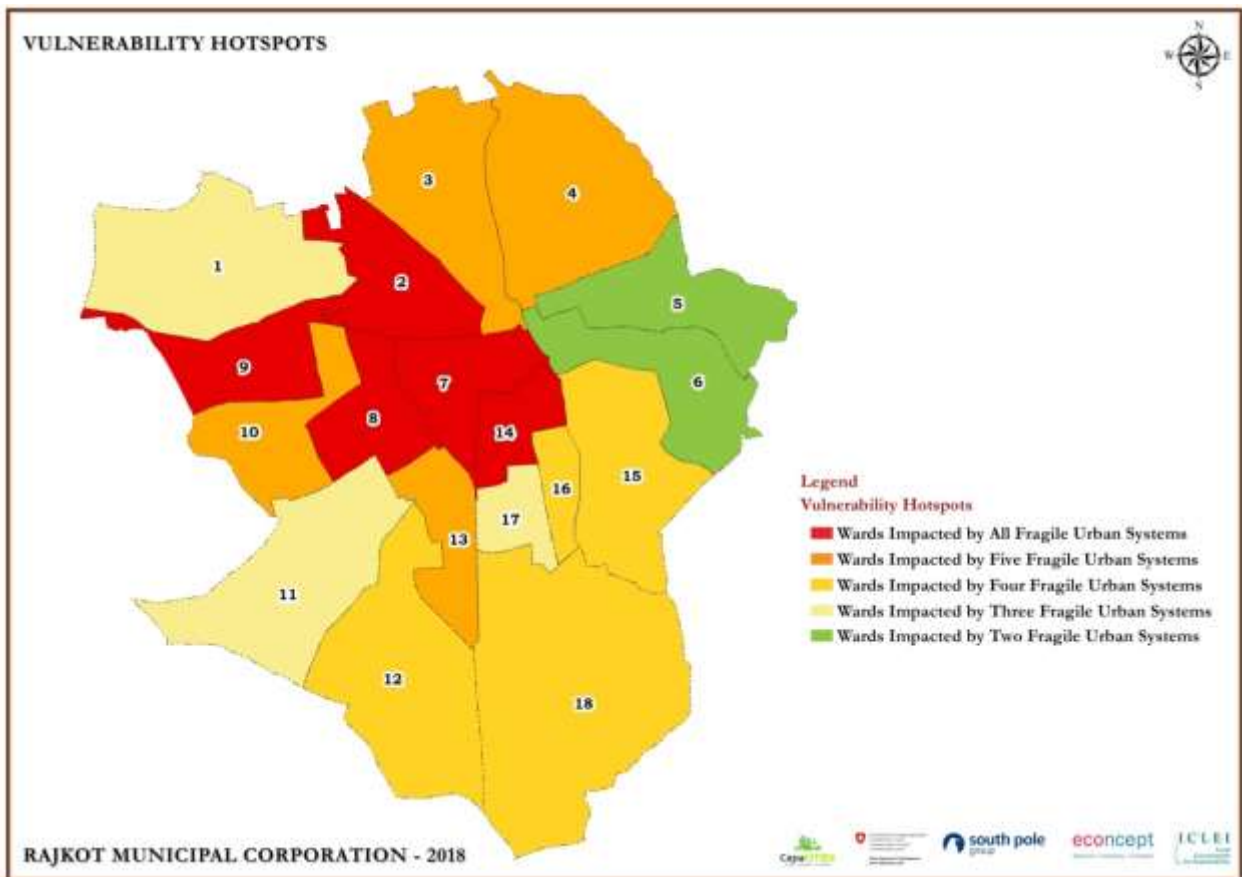 VULNERABILITY HOTSPOTS
N
W
E
S
3
4
1
2
5
9
7
6
8
10
14
15
16
17
13
11
12
18
Legend
Vulnerability Hotspots
Wards Impacted by All Fragile Urban Systems
Wards Impacted by Five Fragile Urban Systems
Wards Impacted by Four Fragile Urban Systems
Wards Impacted by Three Fragile Urban Systems
Wards Impacted by Two Fragile Urban Systems
RAJKOT MUNICIPAL CORPORATION - 2018
CapaCITIES
south pole
group
econcept
ICLEI